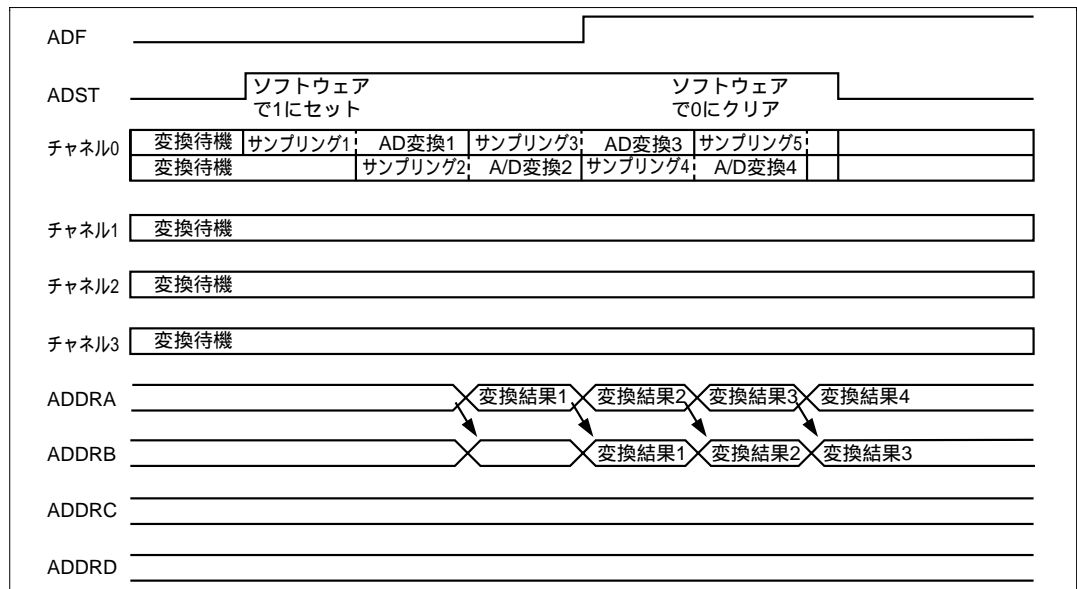 ADF
ADST
ソフトウェア
で1にセット
ソフトウェア
で0にクリア
チャネル0
変換待機 サンプリング1 AD変換1 サンプリング3 AD変換3 サンプリング5
変換待機 サンプリング2 A/D変換2 サンプリング4 A/D変換4
チャネル1 変換待機
チャネル2 変換待機
チャネル3 変換待機
ADDRA 変換結果1 変換結果2 変換結果3 変換結果4
ADDRB 変換結果1 変換結果2 変換結果3
ADDRC
ADDRD